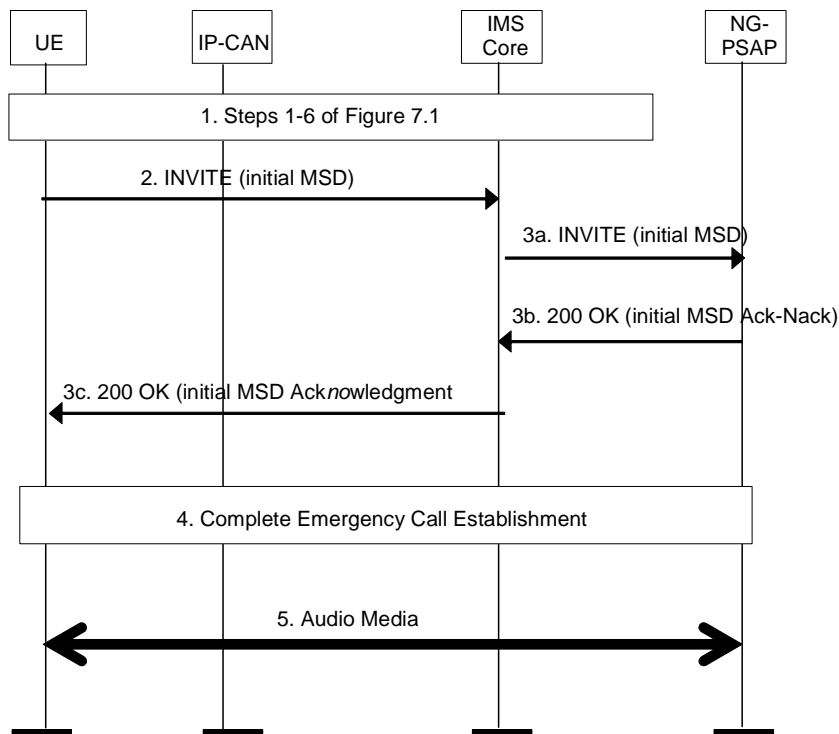 UE
IP-CAN
IMS
Core
NG-
PSAP
1. Steps 1-6 of Figure 7.1
2. INVITE (initial MSD)
3a. INVITE (initial MSD)
3b. 200 OK (initial MSD Ack-Nack)
3c. 200 OK (initial MSD Acknowledgment
4. Complete Emergency Call Establishment
5. Audio Media